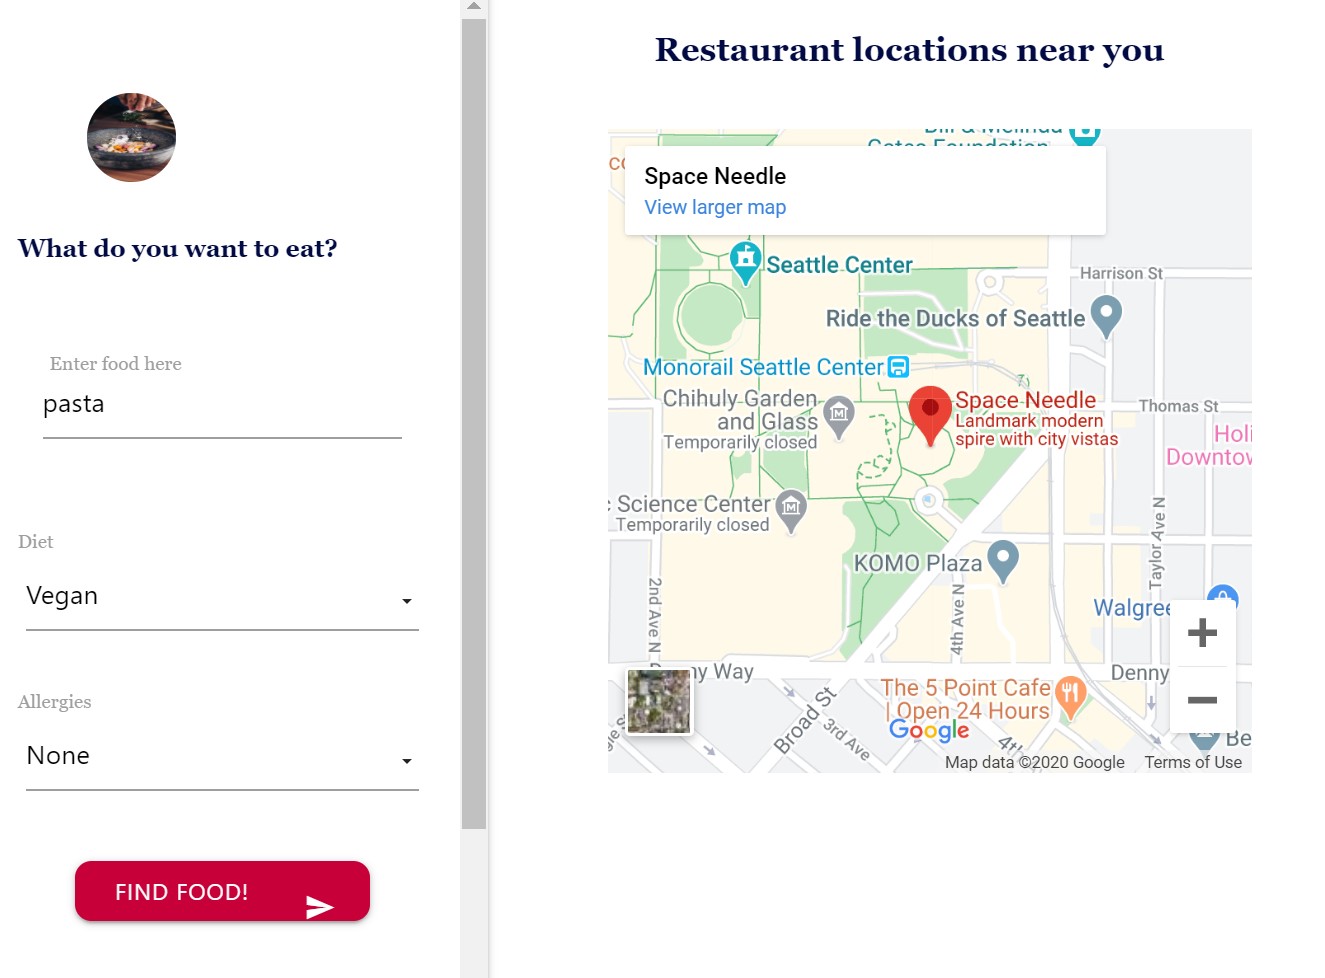 What do you want to eat?
Enter food here
pasta
Diet
Vegan
Allergies
None
FIND FOOD!
Restaurant locations near you
Space Needle
View larger map
Seattle Center
Harrison St
Ride the Ducks of Seattle
Monorail Seattle Center
Chihuly Garden
and Glass
Temporarily closed
Space Needle
Landmark modern
spire with city vistas
Thomas St
Science Center
Temporarily closed
KOMO Plaza
Taylor Ave N
2nd Ave N
4th Ave N
Way
Denny
The 5 Point Cafe
| Open 24 Hours
Broad St
3rd Ave
4th
Google
Map data ©2020 Google
Terms of Use